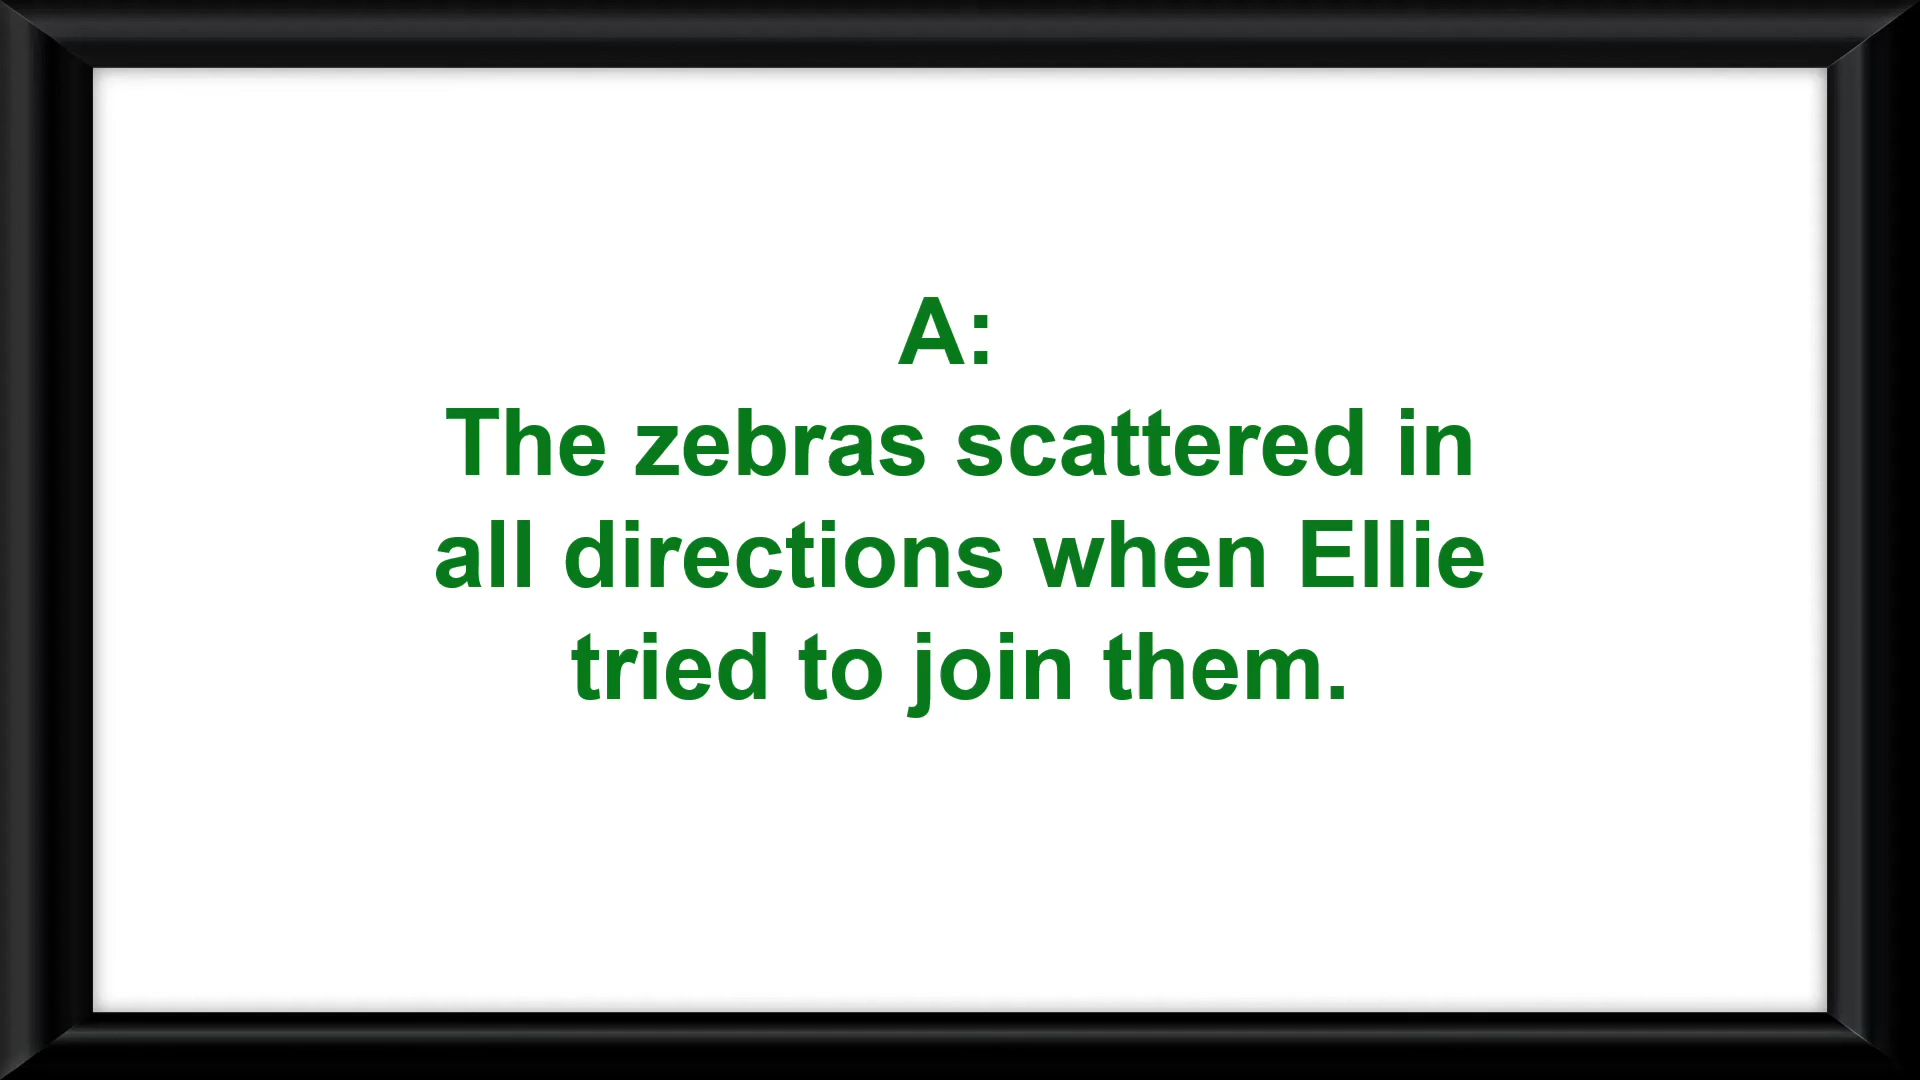 A:
The zebras scattered in
all directions when Ellie
tried to join them.